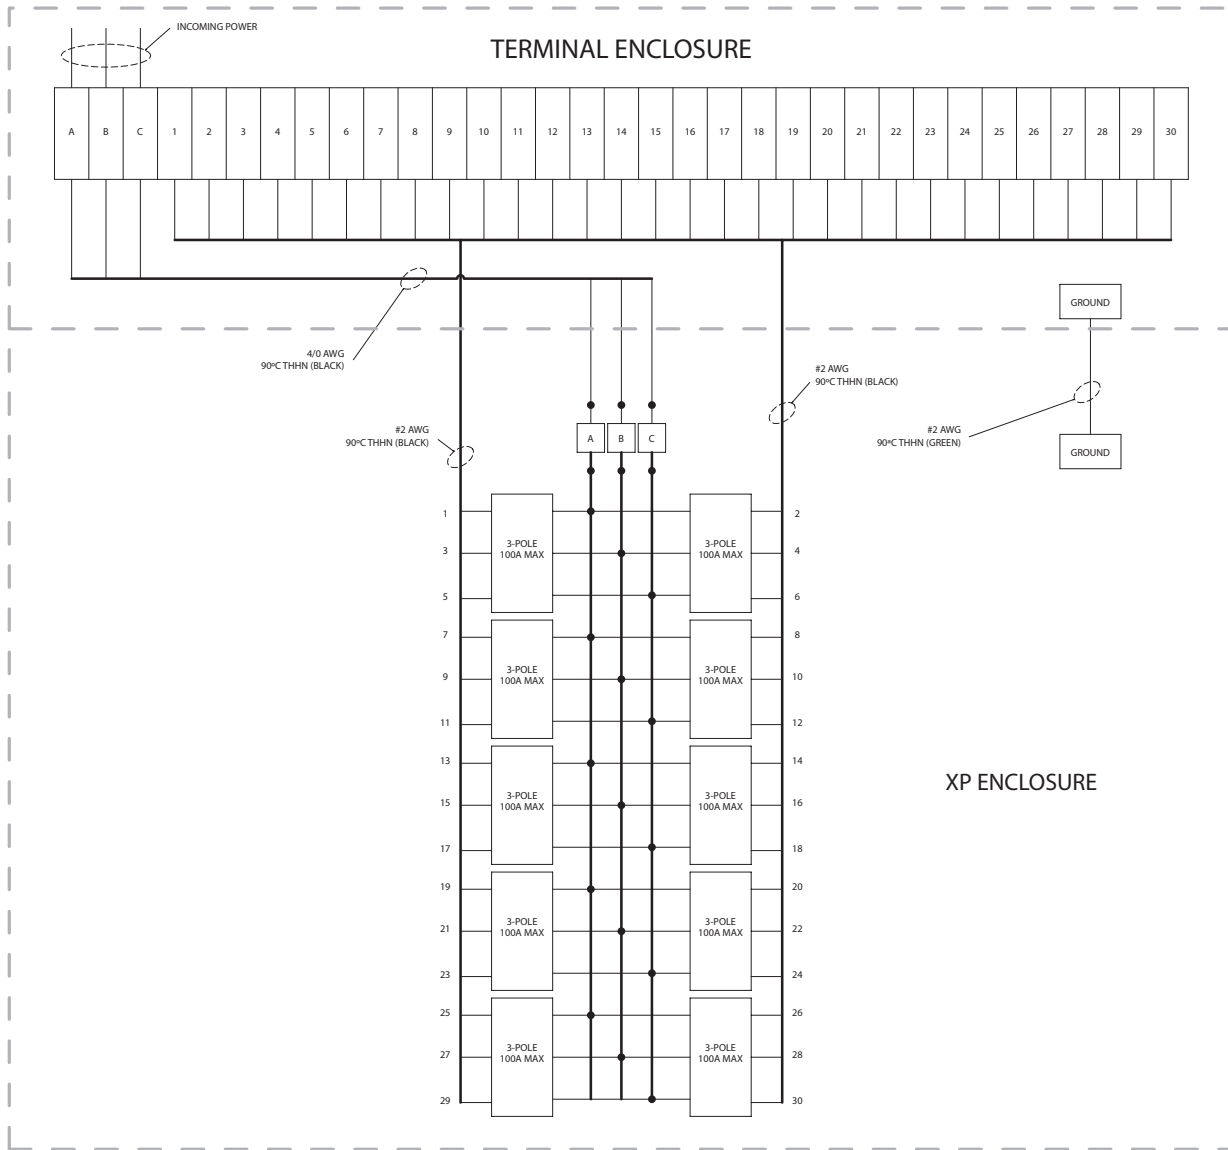 INCOMING POWER
TERMINAL ENCLOSURE
A B C 1 2 3 4 5 6 7 8 9 10 11 12 13 14 15 16 17 18 19 20 21 22 23 24 25 26 27 28 29 30
GROUND
4/0 AWG
90ºC THHN (BLACK)
#2 AWG
90ºC THHN (BLACK)
#2 AWG
90ºC THHN (BLACK)
#2 AWG
90ºC THHN (GREEN)
A B C
GROUND
1 2
3-POLE 3-POLE
3 100A MAX 100A MAX 4
5 6
7 8
3-POLE 3-POLE
9 100A MAX 100A MAX 10
11 12
13 14
3-POLE 3-POLE
15 100A MAX 100A MAX 16
17 18
XP ENCLOSURE
19 20
3-POLE 3-POLE
21 100A MAX 100A MAX 22
23 24
25 26
3-POLE 3-POLE
27 100A MAX 100A MAX 28
29 30